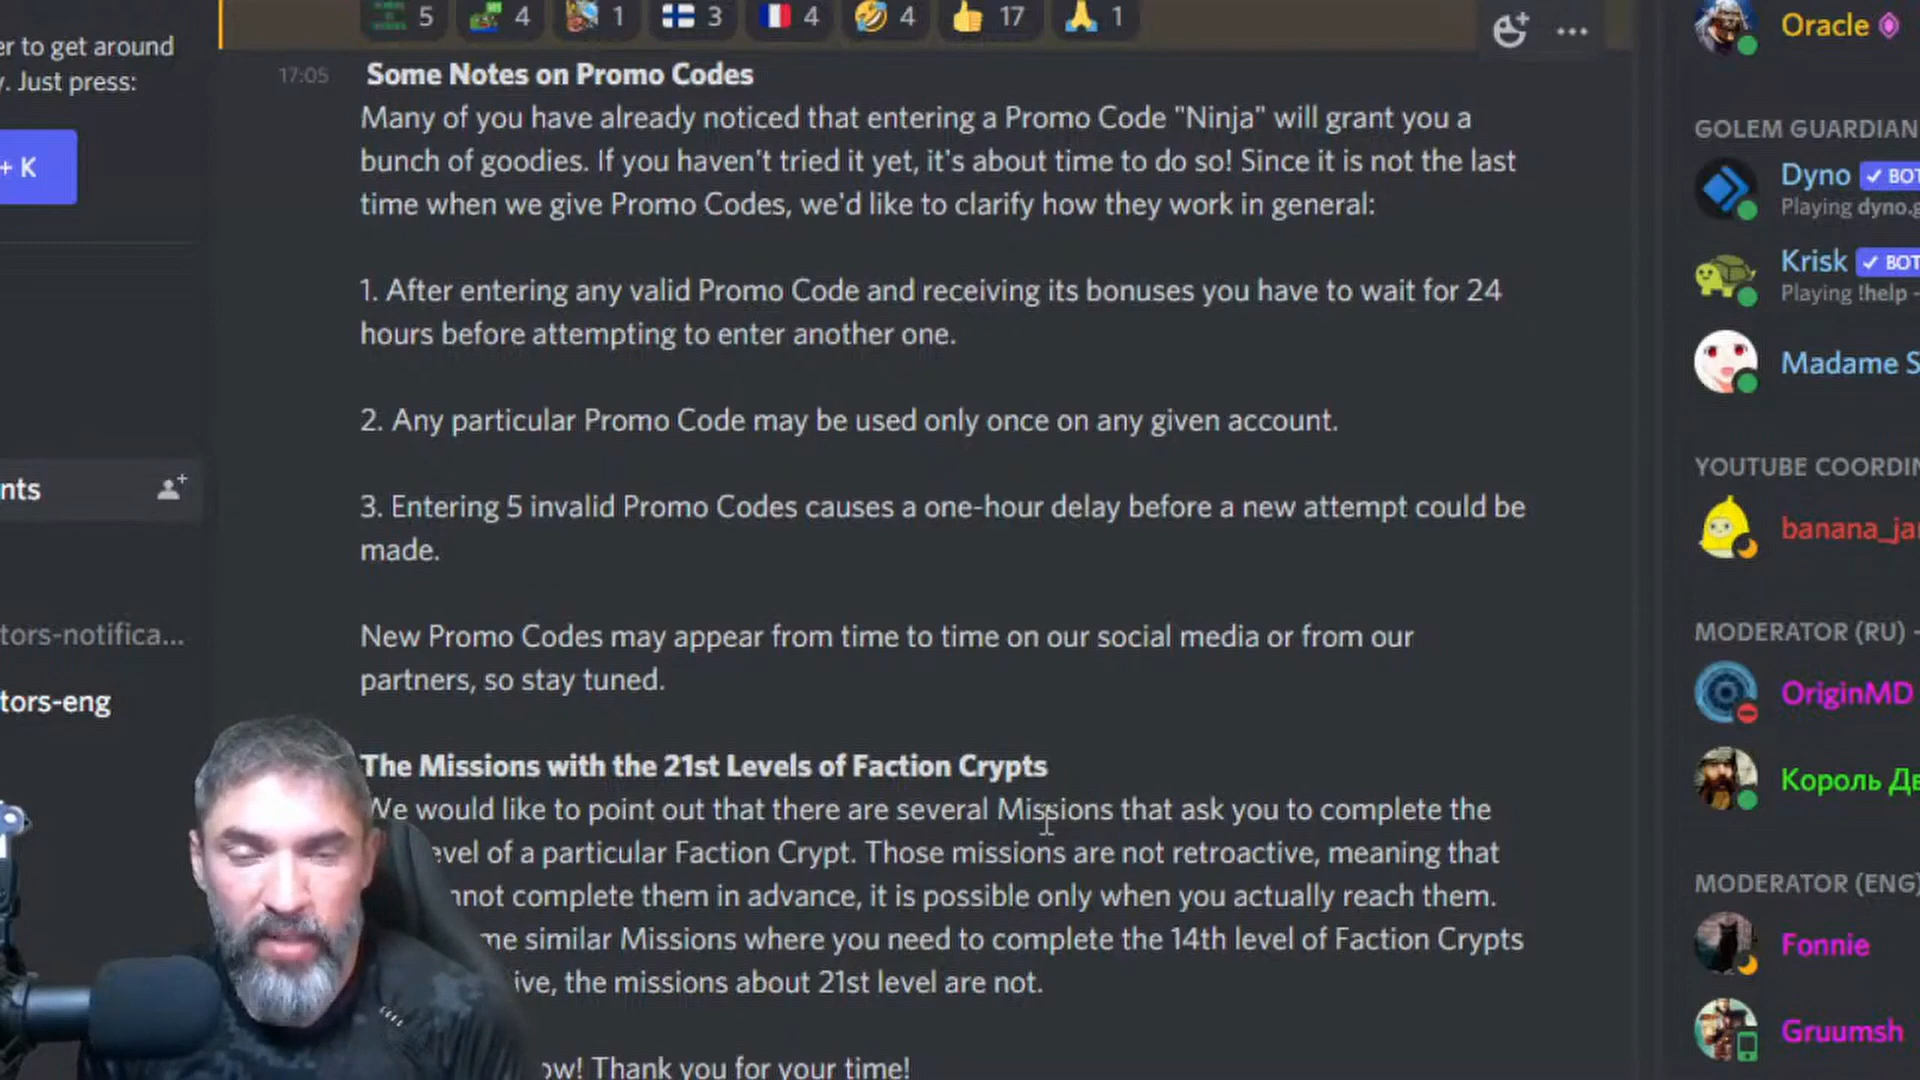 5 4 1 3 4 4 17 1
er to get around
. Just press:
+ K
nts
tors-notifica...
tors-eng
17:05 Some Notes on Promo Codes
Many of you have already noticed that entering a Promo Code "Ninja" will grant you a
bunch of goodies. If you haven't tried it yet, it's about time to do so! Since it is not the last
time when we give Promo Codes, we'd like to clarify how they work in general:
1. After entering any valid Promo Code and receiving its bonuses you have to wait for 24
hours before attempting to enter another one.
2. Any particular Promo Code may be used only once on any given account.
3. Entering 5 invalid Promo Codes causes a one-hour delay before a new attempt could be
made.
New Promo Codes may appear from time to time on our social media or from our
partners, so stay tuned.
The Missions with the 21st Levels of Faction Crypts
We would like to point out that there are several Missions that ask you to complete the
evel of a particular Faction Crypt. Those missions are not retroactive, meaning that
nnot complete them in advance, it is possible only when you actually reach them.
me similar Missions where you need to complete the 14th level of Faction Crypts
ive, the missions about 21st level are not.
ow! Thank you for your time!
Oracle
GOLEM GUARDIAN
Dyno ✓ BOT
Playing dyno.g
Krisk ✓ BOT
Playing !help -
Madame S
YOUTUBE COORDIN
banana_jar
MODERATOR (RU) -
OriginMD
Король Дв
MODERATOR (ENG)
Fonnie
Gruumsh